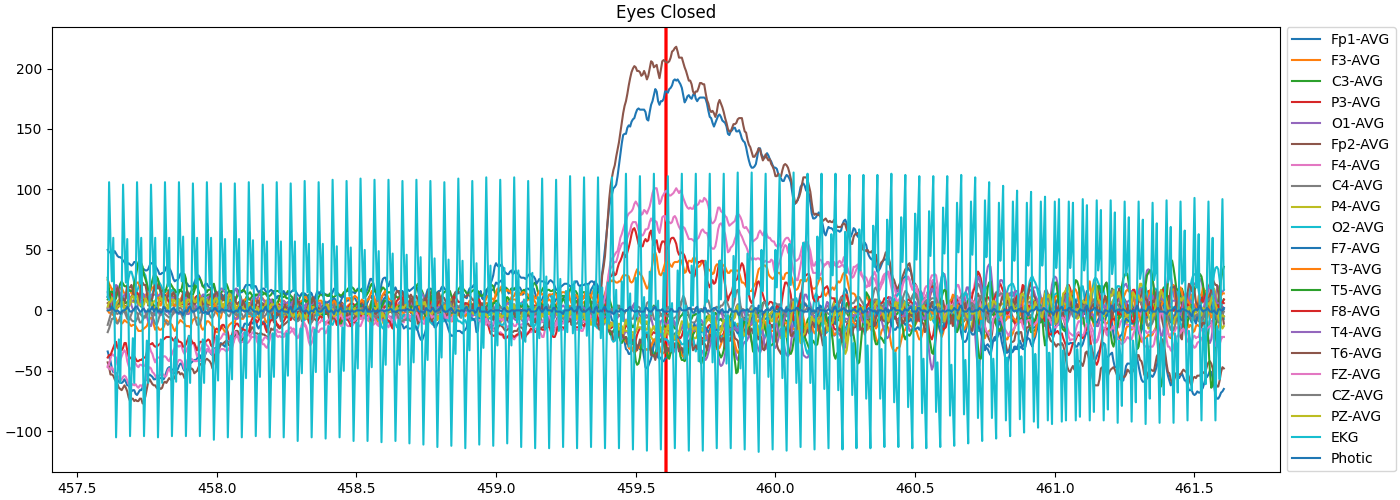 Eyes Closed
200
150
100
50
0
−50
−100
457.5 458.0 458.5 459.0 459.5 460.0 460.5 461.0 461.5
Fp1-AVG
F3-AVG
C3-AVG
P3-AVG
O1-AVG
Fp2-AVG
F4-AVG
C4-AVG
P4-AVG
O2-AVG
F7-AVG
T3-AVG
T5-AVG
F8-AVG
T4-AVG
T6-AVG
FZ-AVG
CZ-AVG
PZ-AVG
EKG
Photic